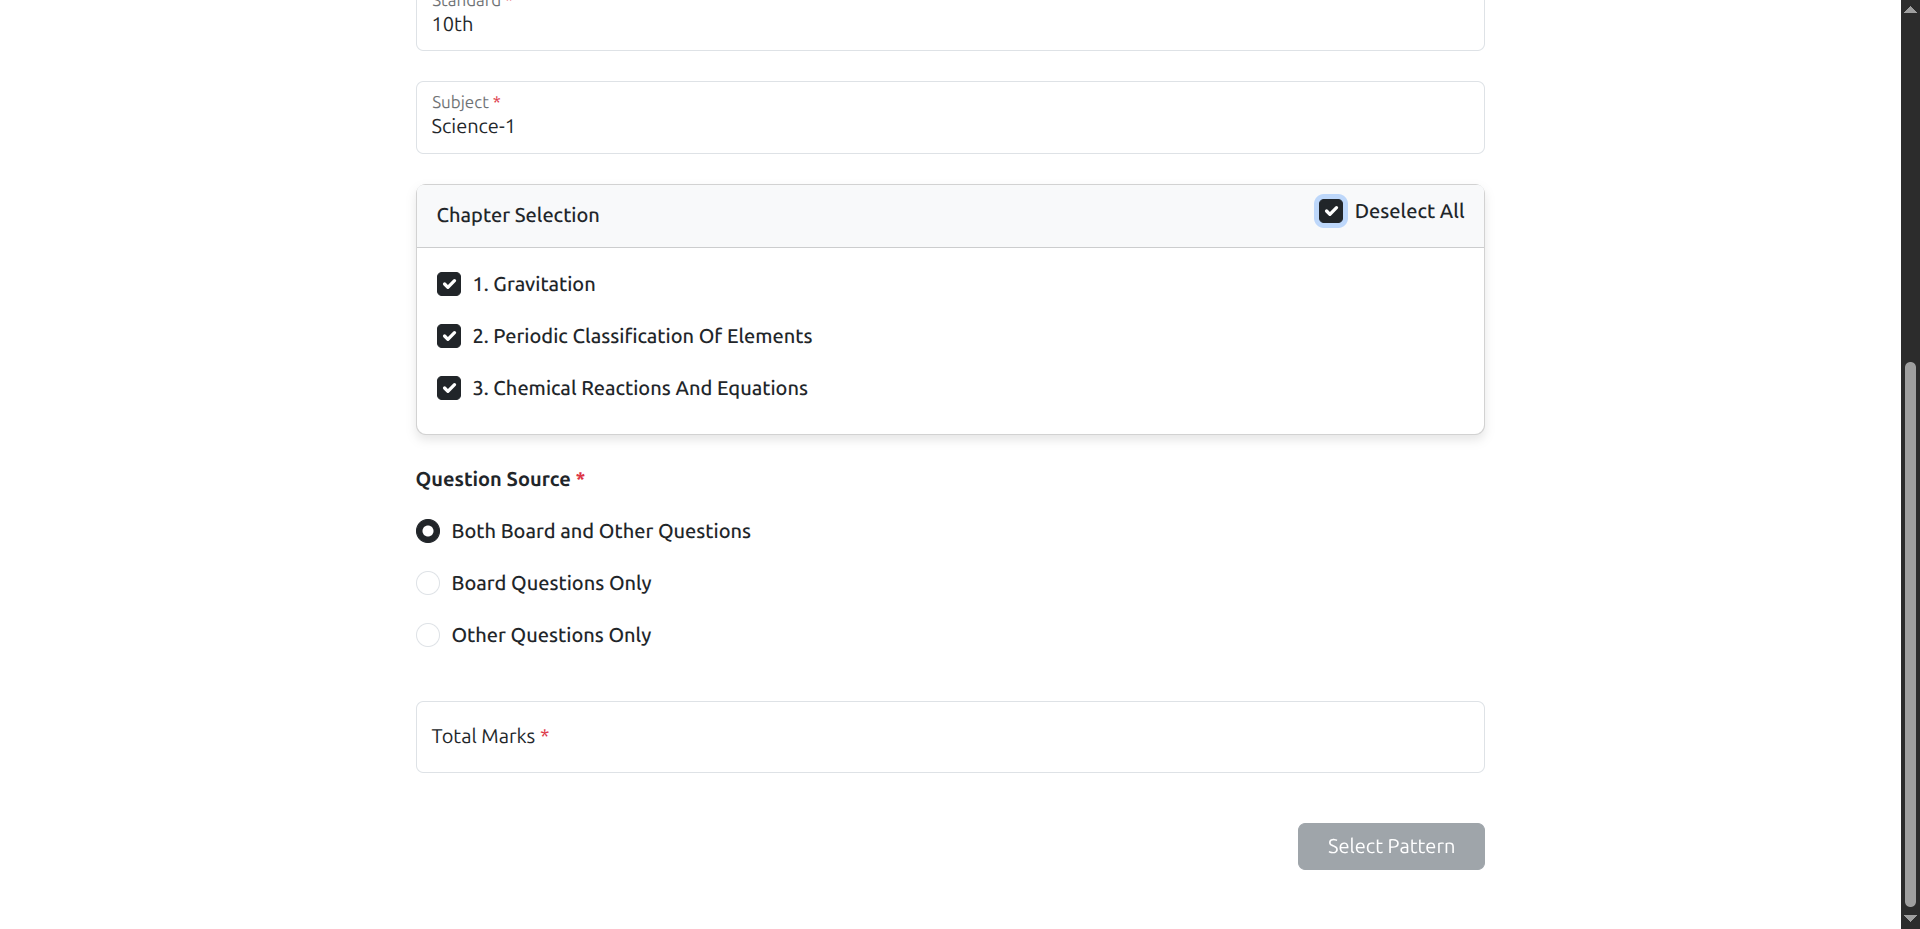 Standard *
10th
Subject *
Science-1
Chapter Selection
Deselect All
1. Gravitation
2. Periodic Classification Of Elements
3. Chemical Reactions And Equations
Question Source *
Both Board and Other Questions
Board Questions Only
Other Questions Only
Total Marks *
Select Pattern